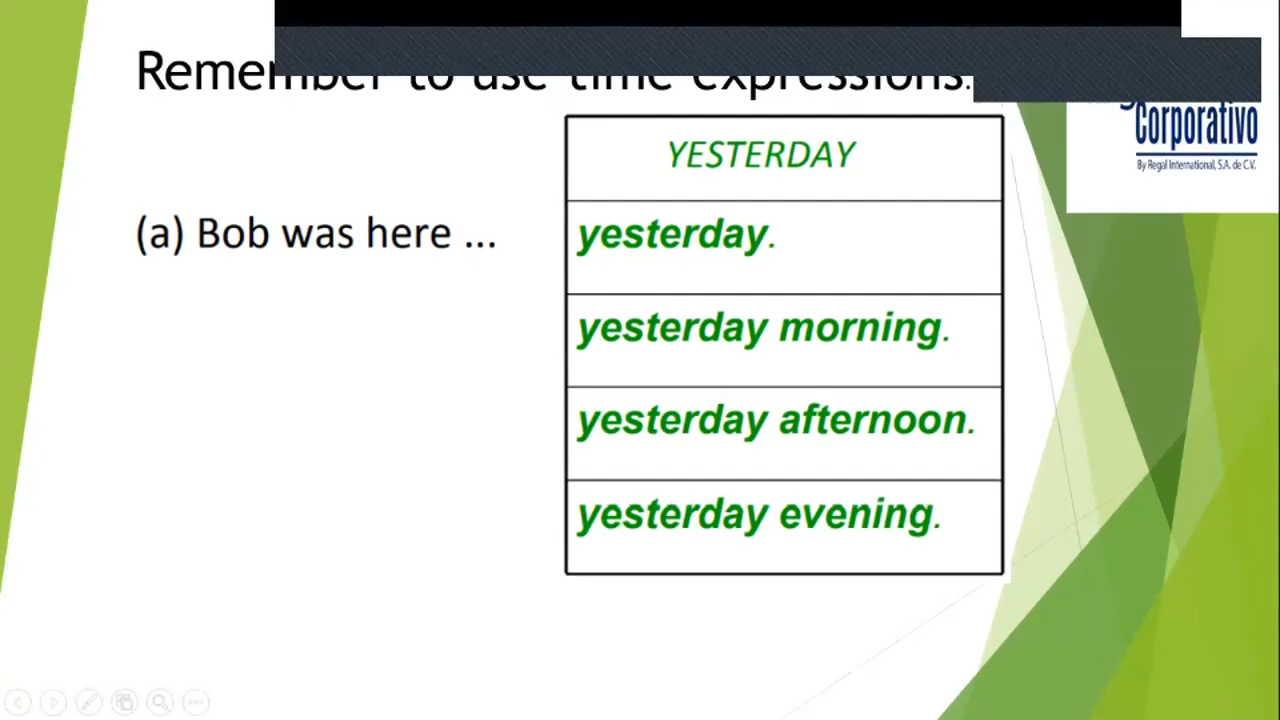 Remember to use time expressions.
Corporativo
By Regal International, S.A. de C.V.
YESTERDAY
(a) Bob was here ...
yesterday.
yesterday morning.
yesterday afternoon.
yesterday evening.